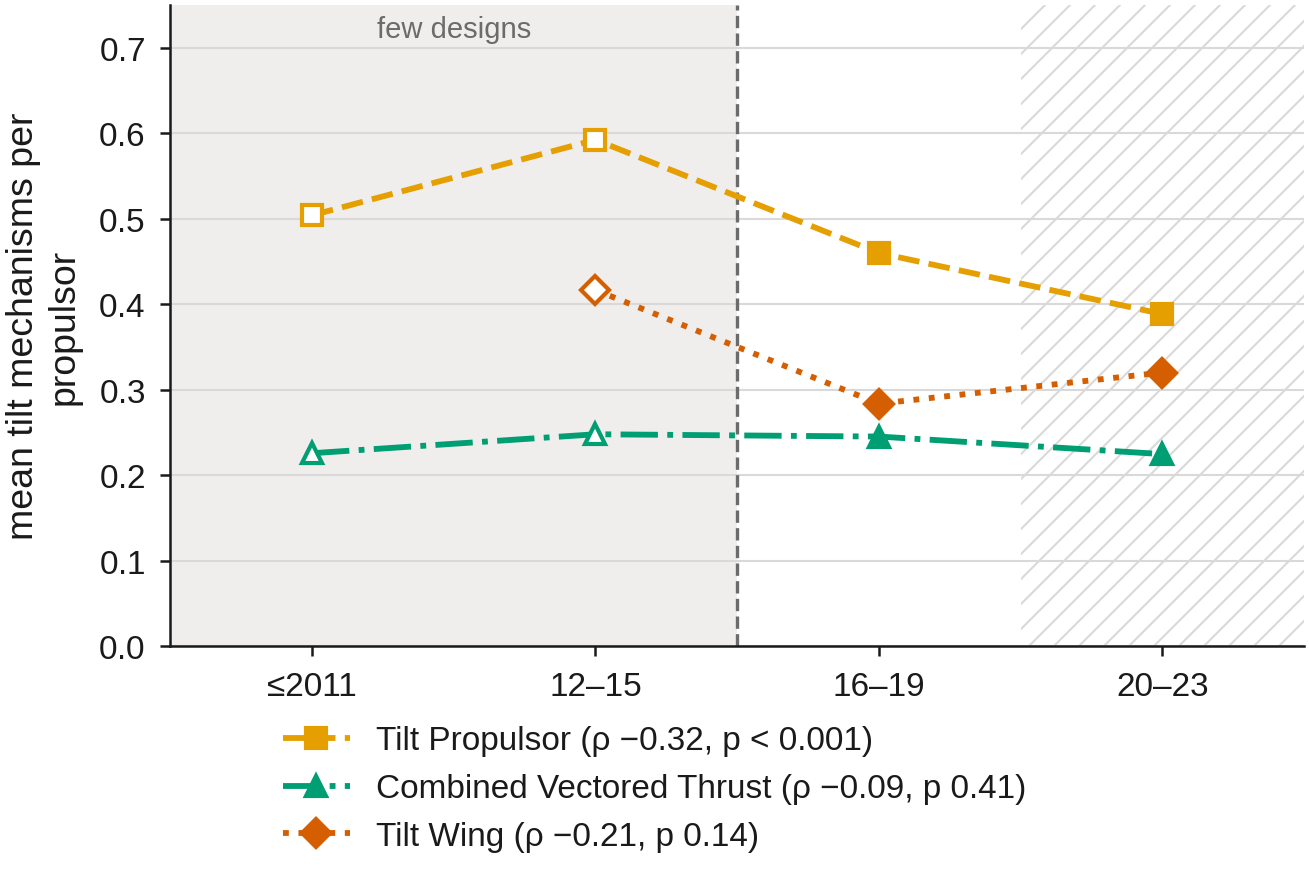 few designs
mean tilt mechanisms per
propulsor
0.7
0.6
0.5
0.4
0.3
0.2
0.1
0.0
≤2011
12–15
16–19
20–23
Tilt Propulsor (ρ −0.32, p < 0.001)
Combined Vectored Thrust (ρ −0.09, p 0.41)
Tilt Wing (ρ −0.21, p 0.14)